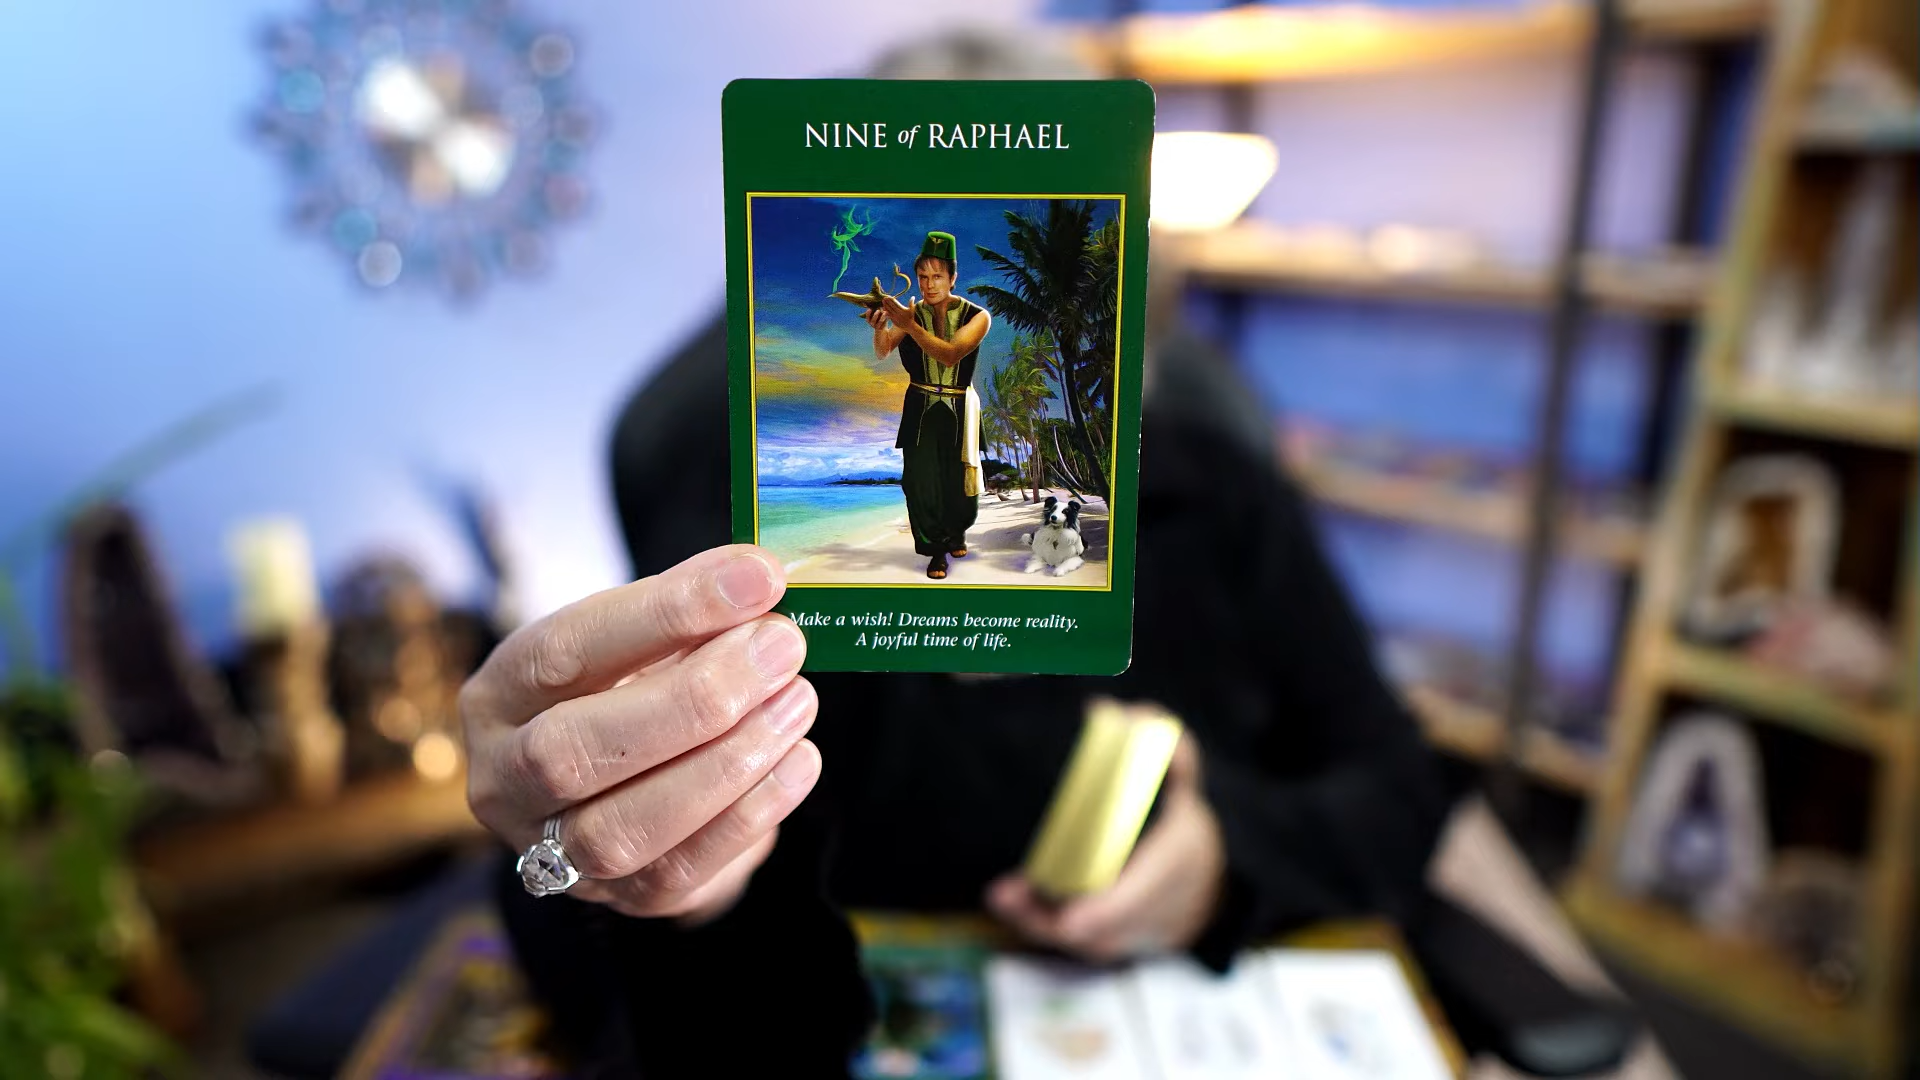 NINE of RAPHAEL
Make a wish! Dreams become reality.
A joyful time of life.